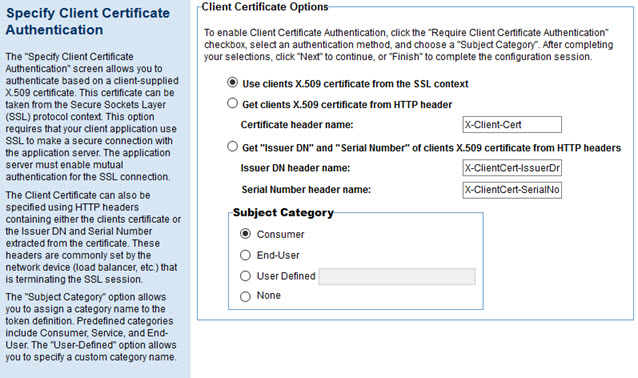 Specify Client Certificate
Authentication
The "Specify Client Certificate
Authentication" screen allows you to
authenticate based on a client-supplied
X.509 certificate. This certificate can be
taken from the Secure Sockets Layer
(SSL) protocol context. This option
requires that your client application use
SSL to make a secure connection with
the application server. The application
server must enable mutual
authentication for the SSL connection.
The Client Certificate can also be
specified using HTTP headers
containing either the clients certificate or
the Issuer DN and Serial Number
extracted from the certificate. These
headers are commonly set by the
network device (load balancer, etc.) that
is terminating the SSL session.
The "Subject Category" option allows
you to assign a category name to the
token definition. Predefined categories
include Consumer, Service, and End-
User. The "User-Defined" option allows
you to specify a custom category name.
Client Certificate Options
To enable Client Certificate Authentication, click the "Require Client Certificate Authentication"
checkbox, select an authentication method, and choose a "Subject Category". After completing
your selections, click "Next" to continue, or "Finish" to complete the configuration session.
Use clients X.509 certificate from the SSL context
Get clients X.509 certificate from HTTP header
Certificate header name: X-Client-Cert
Get "Issuer DN" and "Serial Number" of clients X.509 certificate from HTTP headers
Issuer DN header name: X-ClientCert-IssuerDr
Serial Number header name: X-ClientCert-SerialNo
Subject Category
Consumer
End-User
User Defined
None